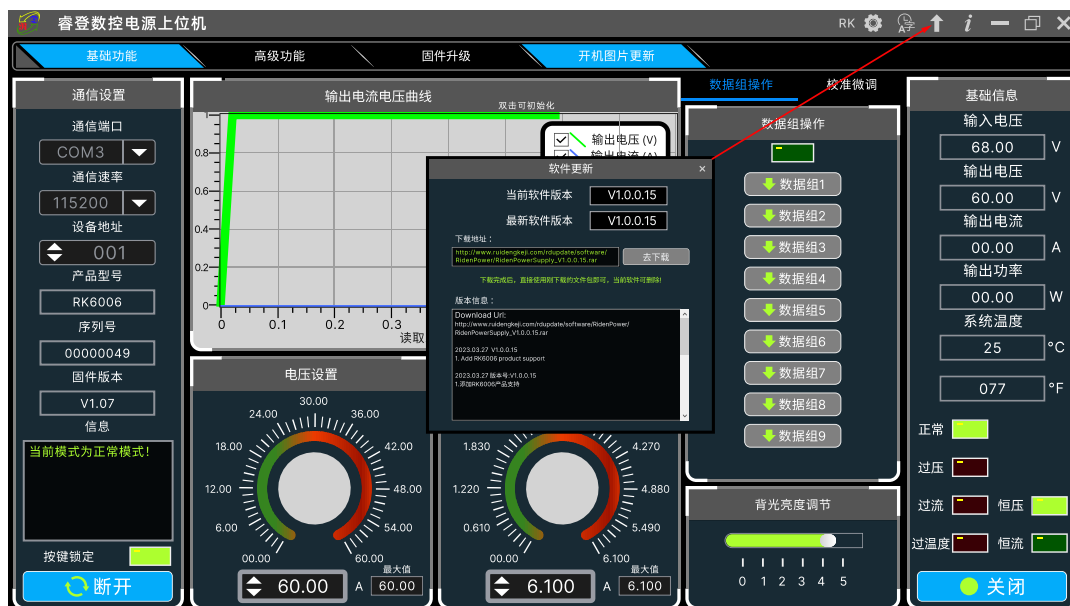 睿登数控电源上位机
RK
基础功能
高级功能
固件升级
开机图片更新
通信设置
通信端口
COM3
通信速率
115200
设备地址
001
产品型号
RK6006
序列号
00000049
固件版本
V1.07
信息
当前模式为正常模式!
按键锁定
断开
输出电流电压曲线
双击可初始化
1
0.8
0.6
0.4
0.2
0
0
0.1
0.2
0.3
读取
输出电压 (V)
输出电流 (A)
软件更新
×
当前软件版本
V1.0.0.15
最新软件版本
V1.0.0.15
下载地址:
http://www.ruidengkeji.com/rdupdate/software/
RidenPower/RidenPowerSupply_V1.0.0.15.rar
去下载
下载完成后,直接使用刚下载的文件包即可,当前软件可删除!
版本信息:
Download Url:
http://www.ruidengkeji.com/rdupdate/software/RidenPower/
RidenPowerSupply_V1.0.0.15.rar
2023.03.27 V1.0.0.15
1. Add RK6006 product support
2023.03.27 版本号:V1.0.0.15
1.添加RK6006产品支持
电压设置
00.00
6.00
12.00
18.00
24.00
30.00
36.00
42.00
48.00
54.00
60.00
最大值
60.00
A
60.00
00.00
0.610
1.220
1.830
4.270
4.880
5.490
6.100
最大值
6.100
A
6.100
数据组操作
校准微调
数据组操作
数据组1
数据组2
数据组3
数据组4
数据组5
数据组6
数据组7
数据组8
数据组9
背光亮度调节
0 1 2 3 4 5
基础信息
输入电压
68.00 V
输出电压
60.00 V
输出电流
00.00 A
输出功率
00.00 W
系统温度
25 °C
077 °F
正常
过压
过流
恒压
过温度
恒流
关闭